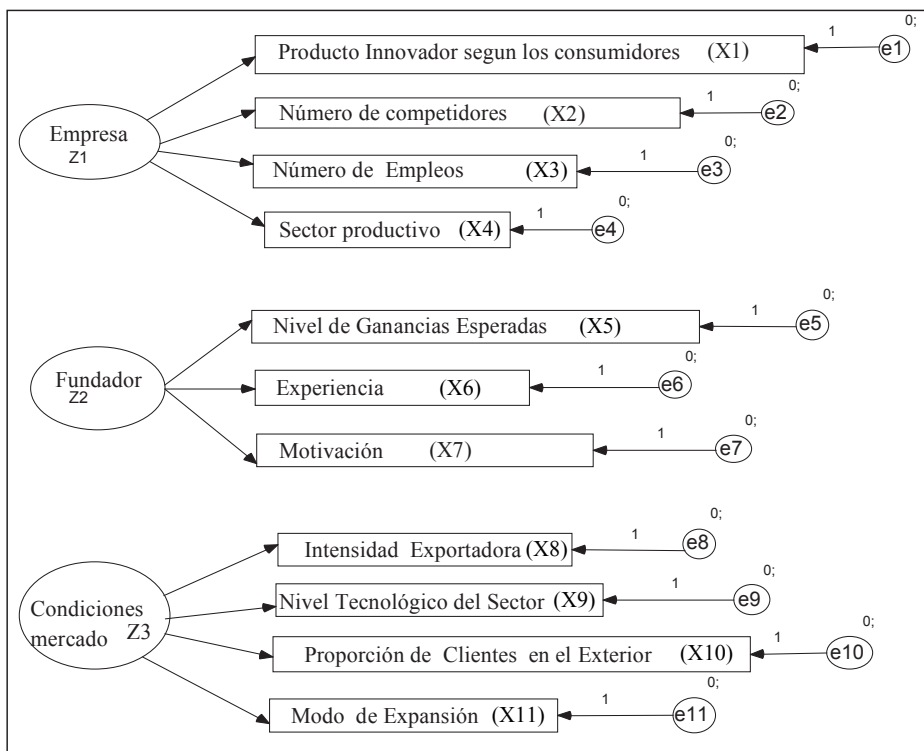 0;
Producto Innovador segun los consumidores (X1)
1
e1
0;
Número de competidores (X2)
1
e2
Empresa
Z1
0;
Número de Empleos (X3)
1
e3
0;
Sector productivo (X4)
1
e4
0;
Nivel de Ganancias Esperadas (X5)
1
e5
Fundador
Z2
0;
Experiencia (X6)
1
e6
0;
Motivación (X7)
1
e7
0;
Intensidad Exportadora (X8)
1
e8
Condiciones
mercado Z3
0;
Nivel Tecnológico del Sector (X9)
1
e9
0;
Proporción de Clientes en el Exterior (X10)
1
e10
0;
Modo de Expansión (X11)
1
e11